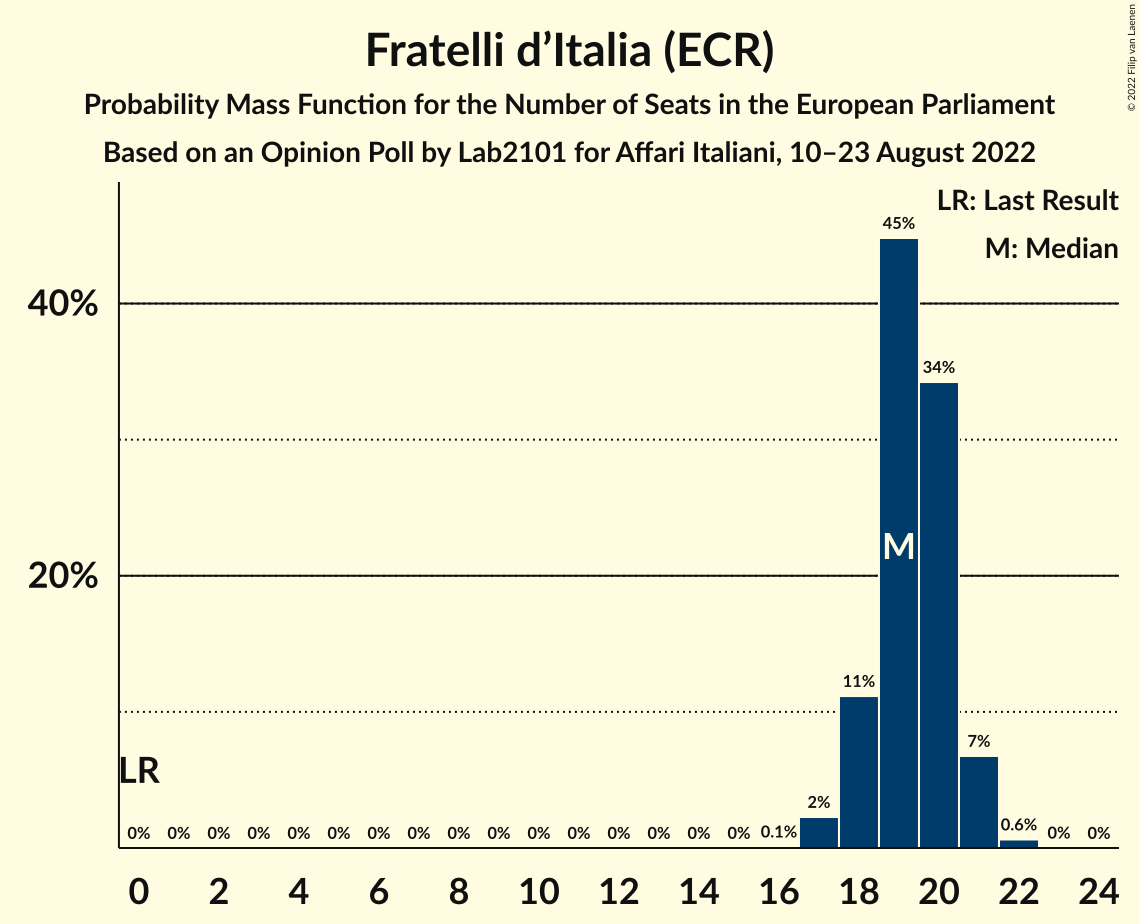 Fratelli d’Italia (ECR)
Probability Mass Function for the Number of Seats in the European Parliament
Based on an Opinion Poll by Lab2101 for Affari Italiani, 10–23 August 2022
© 2022 Filip van Laenen
LR: Last Result
M: Median
45%
40%
34%
M
20%
11%
7%
LR
2%
0% 0% 0% 0% 0% 0% 0% 0% 0% 0% 0% 0% 0% 0% 0% 0% 0.1% 0.6% 0% 0%
0 2 4 6 8 10 12 14 16 18 20 22 24